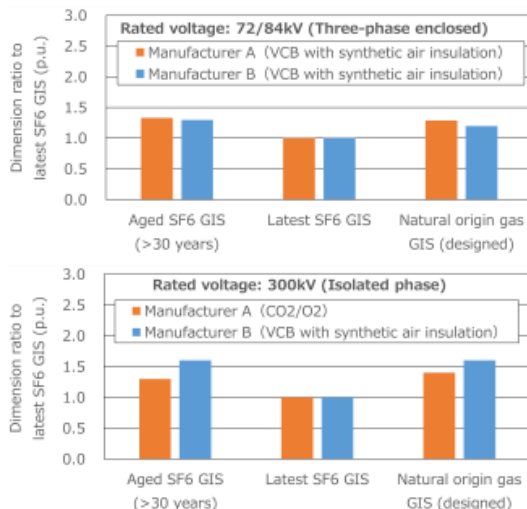 Rated voltage: 72/84kV (Three-phase enclosed)
Manufacturer A (VCB with synthetic air insulation)
Manufacturer B (VCB with synthetic air insulation)
Dimension ratio to
latest SF6 GIS (p.u.)
3.0
2.5
2.0
1.5
1.0
0.5
0.0
Aged SF6 GIS
(>30 years)
Latest SF6 GIS
Natural origin gas
GIS (designed)
Rated voltage: 300kV (Isolated phase)
Manufacturer A (CO2/O2)
Manufacturer B (VCB with synthetic air insulation)
Dimension ratio to
latest SF6 GIS (p.u.)
3.0
2.5
2.0
1.5
1.0
0.5
0.0
Aged SF6 GIS
(>30 years)
Latest SF6 GIS
Natural origin gas
GIS (designed)